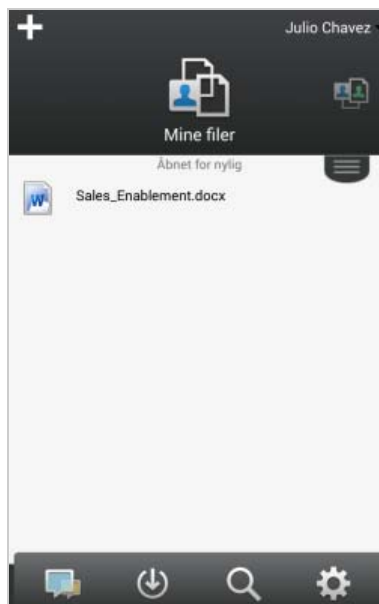 Julio Chavez
Mine filer
Åbnet for nylig
Sales_Enablement.docx